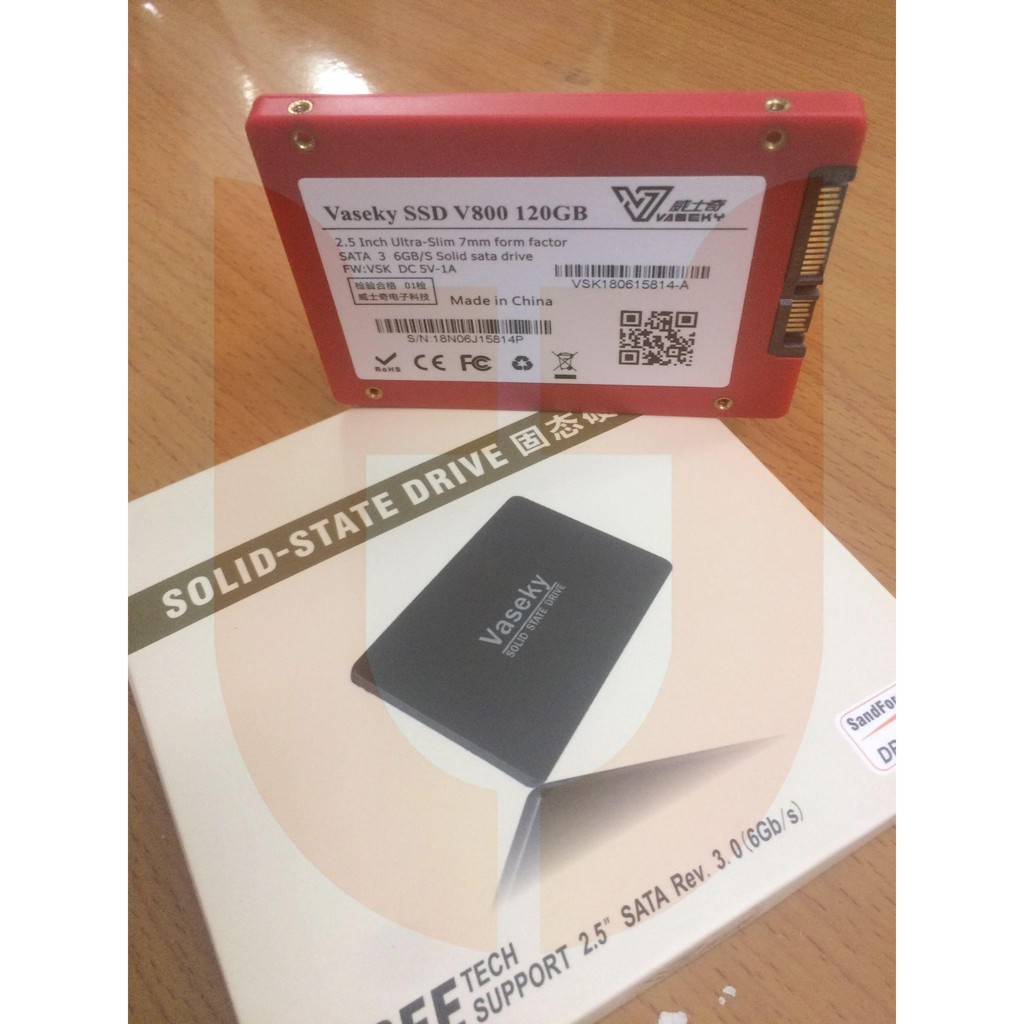 Vaseky SSD V800 120GB
威士奇
VASEKY
2.5 Inch Ultra-Slim 7mm form factor
SATA 3 6GB/S Solid sata drive
FW:VSK DC 5V-1A
VSK180615814-A
检验合格 01检
威士奇电子科技
Made in China
S/N:18N06J15814P
RoHS CE FC
SOLID-STATE DRIVE 固态硬
Vaseky
SOLID STATE DRIVE
SandFor
TECH
SUPPORT 2.5" SATA Rev. 3.0(6Gb/s)